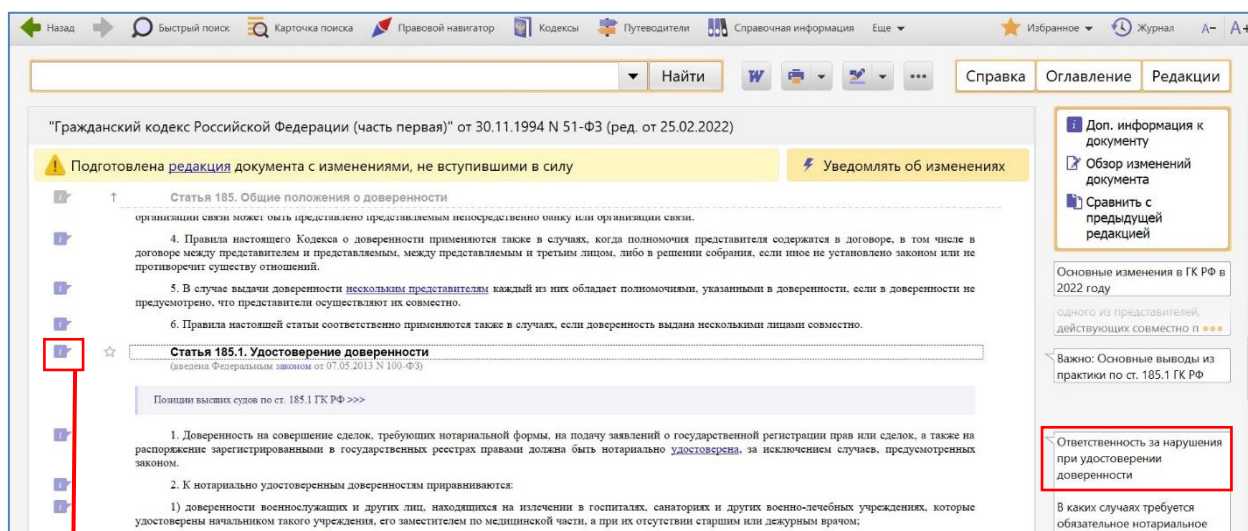 Назад Быстрый поиск Карточка поиска Правовой навигатор Кодексы Путеводители Справочная информация Еще Избранное Журнал А− А+
Найти W Справка Оглавление Редакции
"Гражданский кодекс Российской Федерации (часть первая)" от 30.11.1994 N 51-ФЗ (ред. от 25.02.2022)
Подготовлена редакция документа с изменениями, не вступившими в силу
Уведомлять об изменениях
Статья 185. Общие положения о доверенности
организации связи может быть представлено представляемым непосредственно банку или организации связи.
4. Правила настоящего Кодекса о доверенности применяются также в случаях, когда полномочия представителя содержатся в договоре, в том числе в
договоре между представителем и представляемым, между представляемым и третьим лицом, либо в решении собрания, если иное не установлено законом или не
противоречит существу отношений.
5. В случае выдачи доверенности нескольким представителям каждый из них обладает полномочиями, указанными в доверенности, если в доверенности не
предусмотрено, что представители осуществляют их совместно.
6. Правила настоящей статьи соответственно применяются также в случаях, если доверенность выдана несколькими лицами совместно.
Статья 185.1. Удостоверение доверенности
(введена Федеральным законом от 07.05.2013 N 100-ФЗ)
Позиции высших судов по ст. 185.1 ГК РФ >>>
1. Доверенность на совершение сделок, требующих нотариальной формы, на подачу заявлений о государственной регистрации прав или сделок, а также на
распоряжение зарегистрированными в государственных реестрах правами должна быть нотариально удостоверена, за исключением случаев, предусмотренных
законом.
2. К нотариально удостоверенным доверенностям приравниваются:
1) доверенности военнослужащих и других лиц, находящихся на излечении в госпиталях, санаториях и других военно-лечебных учреждениях, которые
удостоверены начальником такого учреждения, его заместителем по медицинской части, а при их отсутствии старшим или дежурным врачом;
Доп. информация к
документу
Обзор изменений
документа
Сравнить с
предыдущей
редакцией
Основные изменения в ГК РФ в
2022 году
одного из представителей,
действующих совместно п
Важно: Основные выводы из
практики по ст. 185.1 ГК РФ
Ответственность за нарушения
при удостоверении
доверенности
В каких случаях требуется
обязательное нотариальное